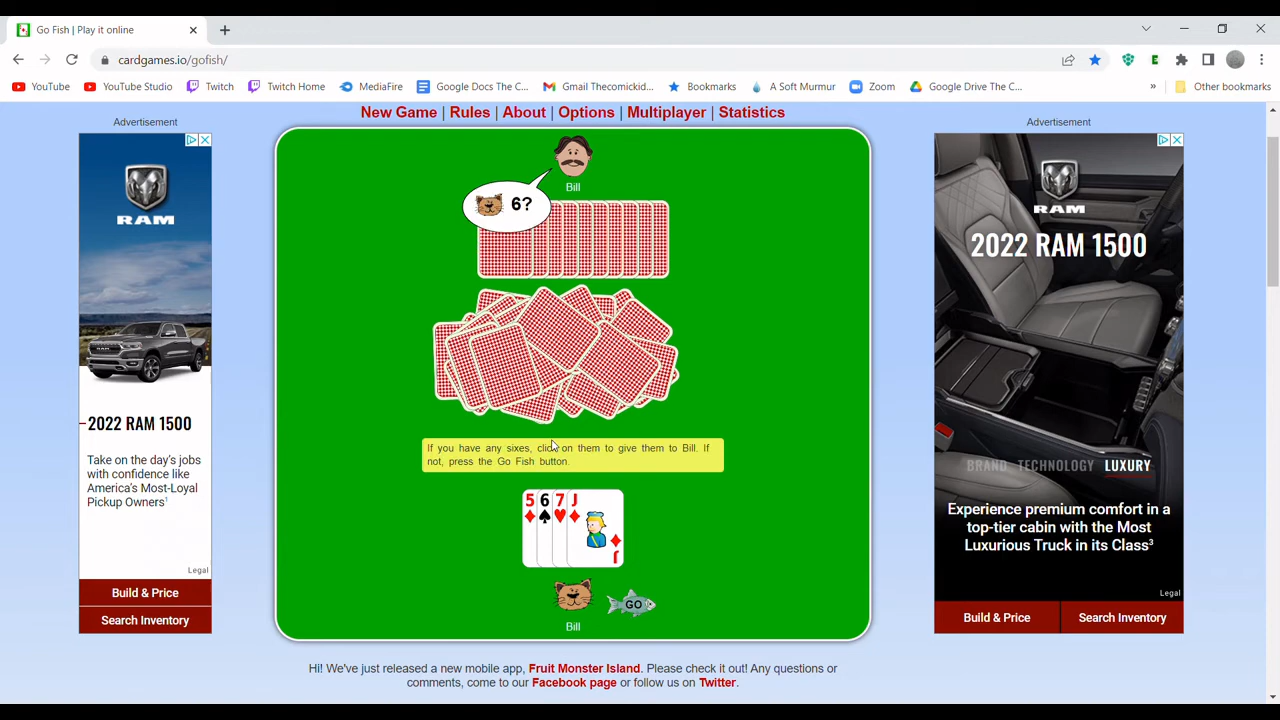 Go Fish | Play it online
cardgames.io/gofish/
YouTube YouTube Studio Twitch Twitch Home MediaFire Google Docs The C... Gmail Thecomickid... Bookmarks A Soft Murmur Zoom Google Drive The C... » Other bookmarks
New Game | Rules | About | Options | Multiplayer | Statistics
Advertisement
RAM
2022 RAM 1500
Take on the day's jobs
with confidence like
America's Most-Loyal
Pickup Owners¹
Legal
Build & Price
Search Inventory
Bill
6?
If you have any sixes, click on them to give them to Bill. If
not, press the Go Fish button.
5 6 7 J
J
GO
Bill
Hi! We've just released a new mobile app, Fruit Monster Island. Please check it out! Any questions or
comments, come to our Facebook page or follow us on Twitter.
Advertisement
RAM
2022 RAM 1500
BRAND TECHNOLOGY LUXURY
Experience premium comfort in a
top-tier cabin with the Most
Luxurious Truck in its Class³
Legal
Build & Price Search Inventory